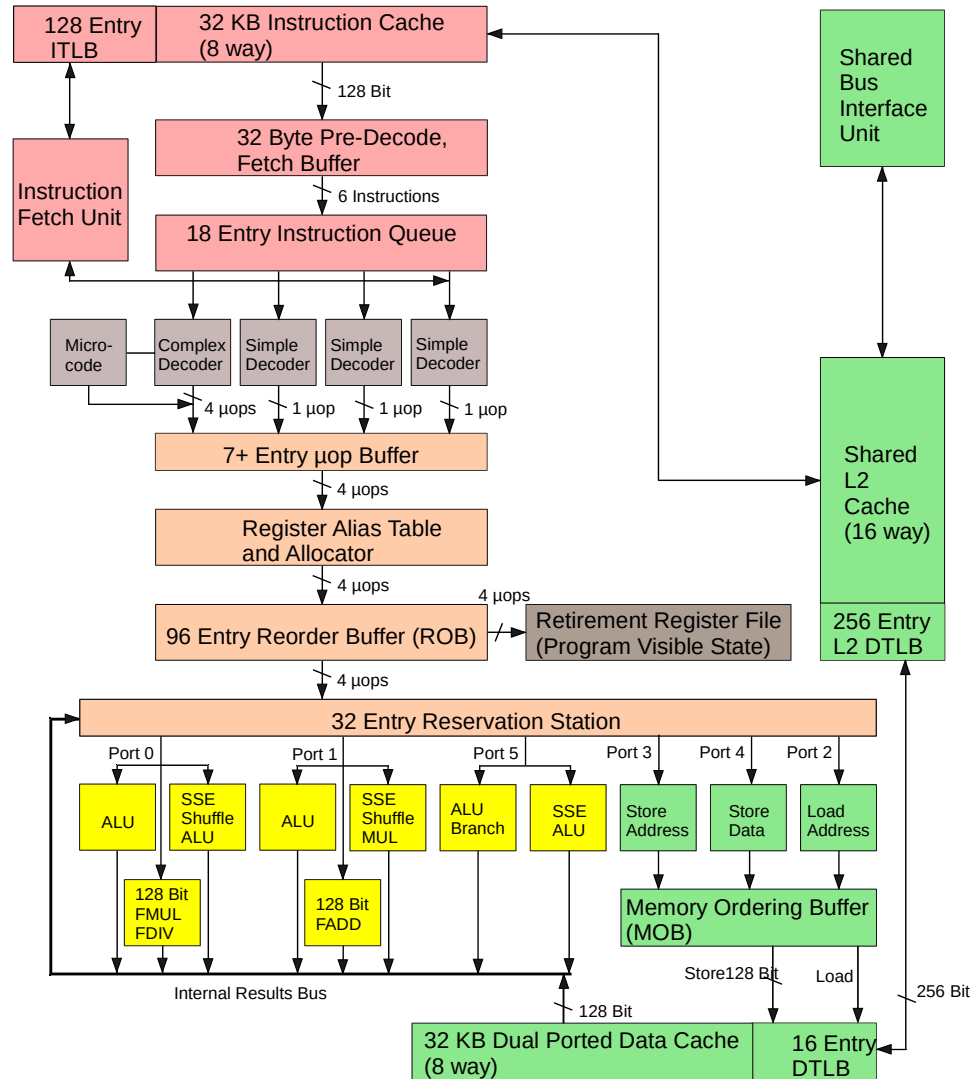 128 Entry
ITLB
32 KB Instruction Cache
(8 way)
Shared
Bus
Interface
Unit
128 Bit
32 Byte Pre-Decode,
Fetch Buffer
Instruction
Fetch Unit
6 Instructions
18 Entry Instruction Queue
Micro-
code
Complex
Decoder
Simple
Decoder
Simple
Decoder
Simple
Decoder
4 µops
1 µop
1 µop
1 µop
7+ Entry µop Buffer
Shared
L2
Cache
(16 way)
4 µops
Register Alias Table
and Allocator
4 µops
4 µops
96 Entry Reorder Buffer (ROB)
Retirement Register File
(Program Visible State)
256 Entry
L2 DTLB
4 µops
32 Entry Reservation Station
Port 0
Port 1
Port 5
Port 3
Port 4
Port 2
ALU
SSE
Shuffle
ALU
ALU
SSE
Shuffle
MUL
ALU
Branch
SSE
ALU
Store
Address
Store
Data
Load
Address
128 Bit
FMUL
FDIV
128 Bit
FADD
Memory Ordering Buffer
(MOB)
Internal Results Bus
Store
128 Bit
Load
128 Bit
256 Bit
32 KB Dual Ported Data Cache
(8 way)
16 Entry
DTLB